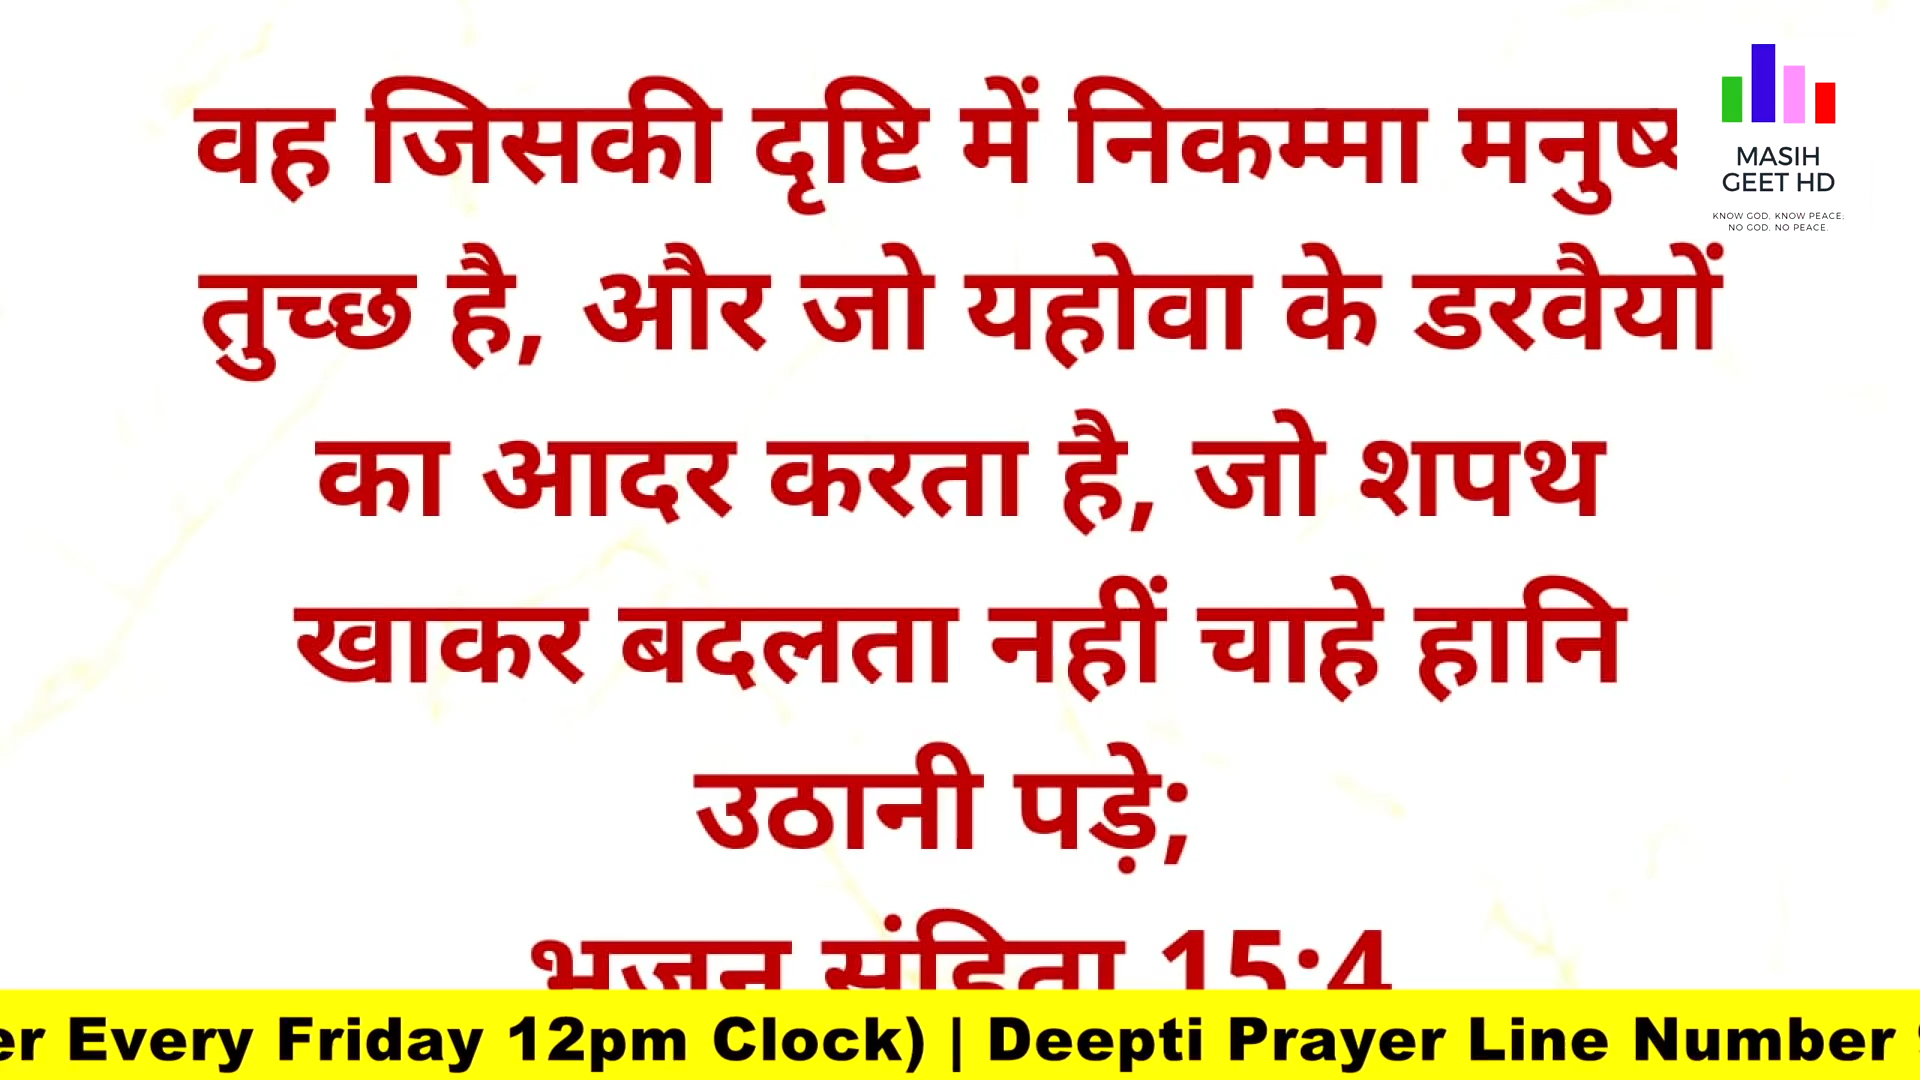 वह जिसकी दृष्टि में निकम्मा मनुष्
तुच्छ है, और जो यहोवा के डरवैयों
का आदर करता है, जो शपथ
खाकर बदलता नहीं चाहे हानि
उठानी पड़े;
भजन संहिता 15:4
MASIH
GEET HD
KNOW GOD. KNOW PEACE;
NO GOD. NO PEACE.
er Every Friday 12pm Clock) | Deepti Prayer Line Number